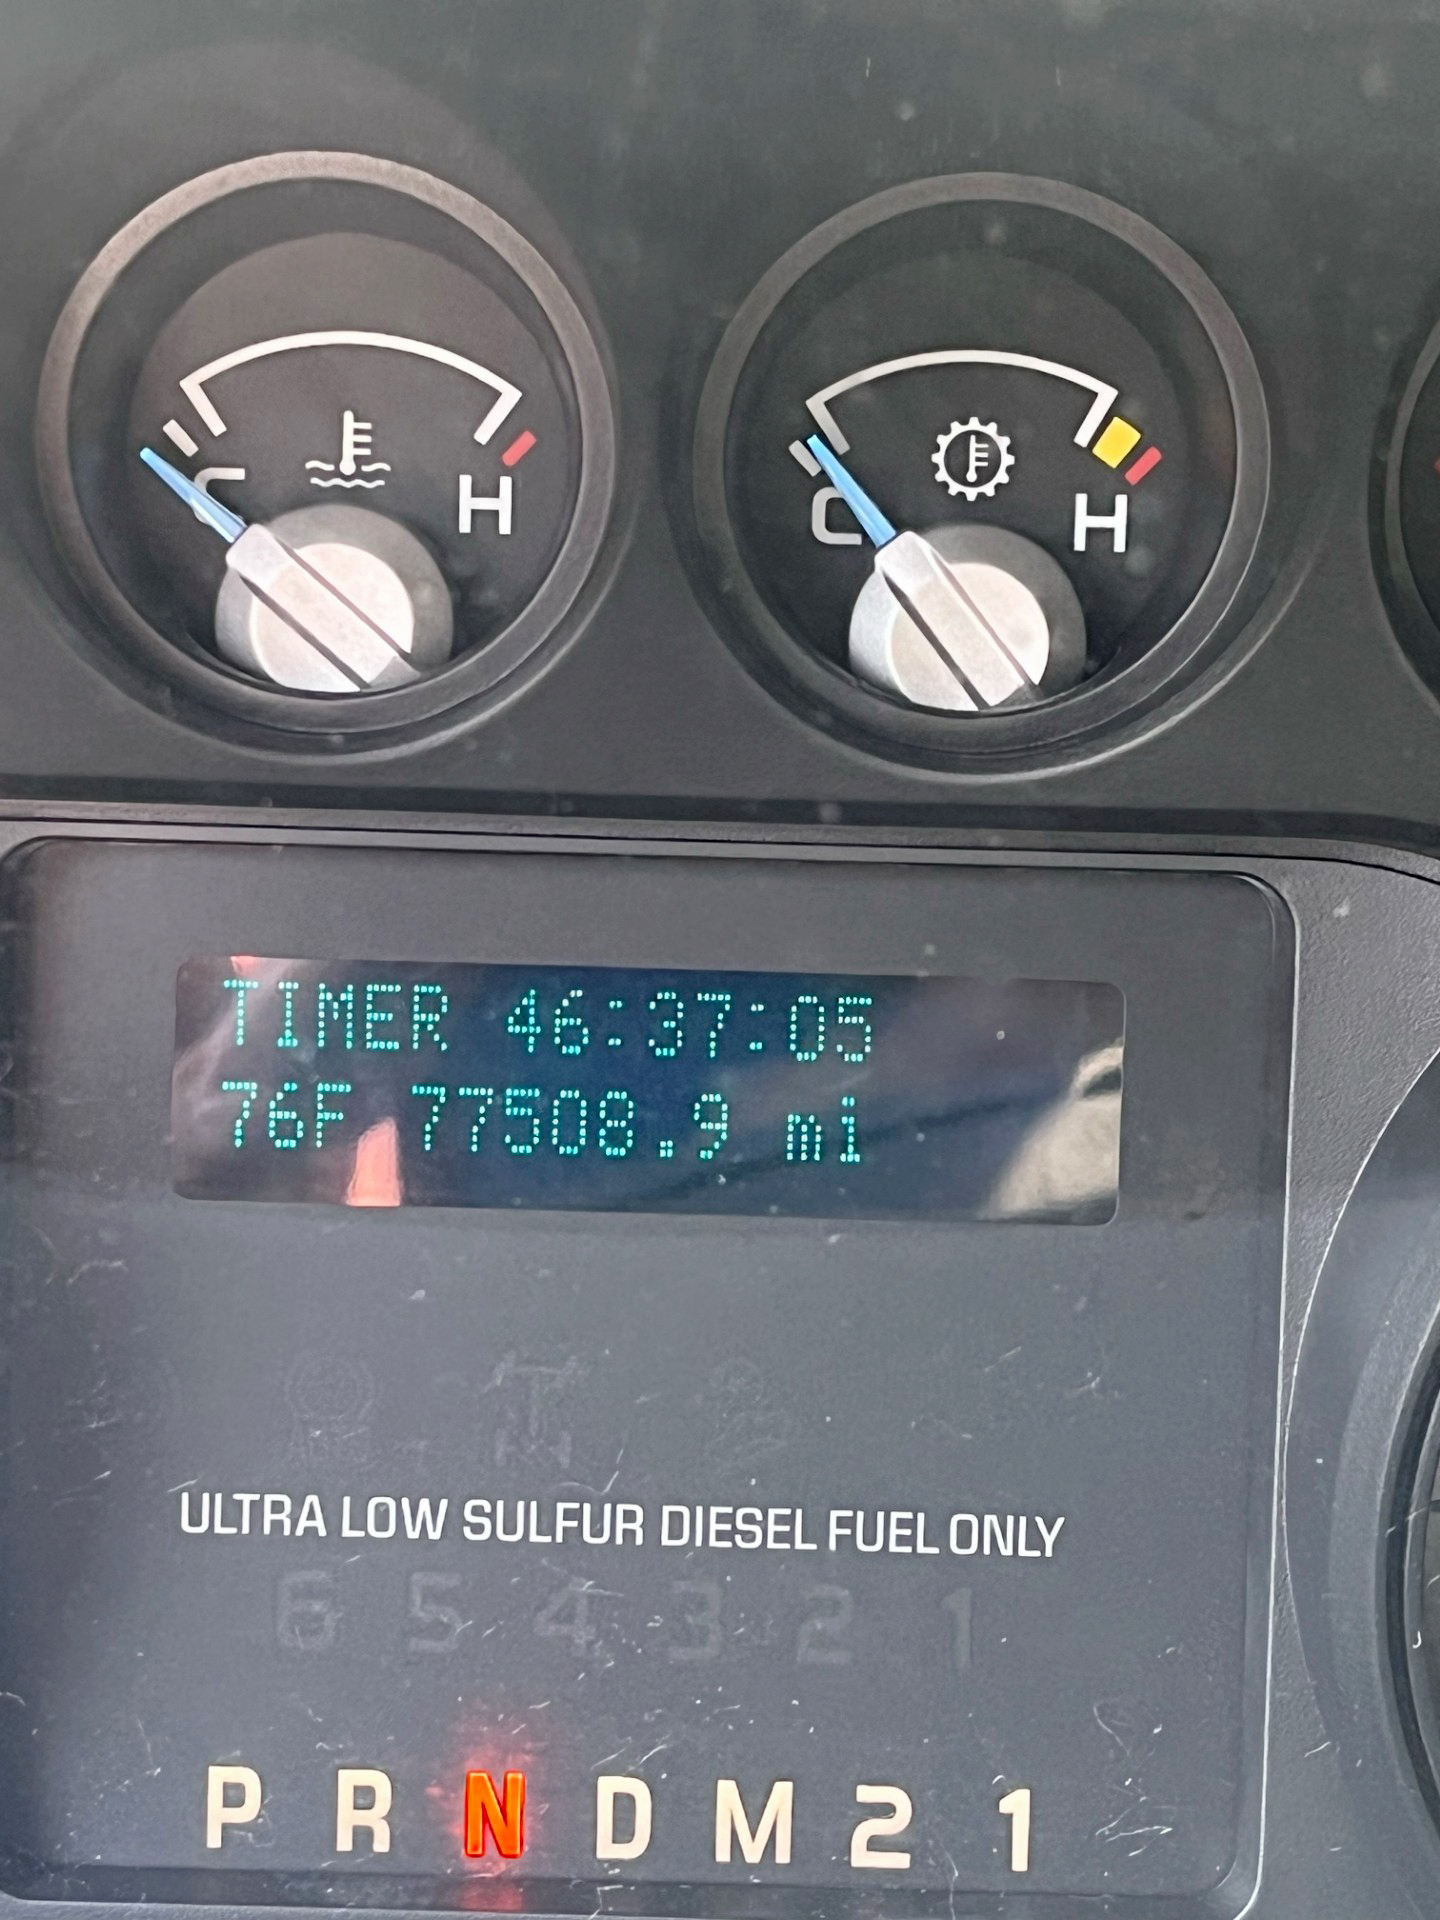 C H
C H
TIMER 46:37:05
76F 77508.9 mi
ULTRA LOW SULFUR DIESEL FUEL ONLY
6 5 4 3 2 1
P R N D M 2 1